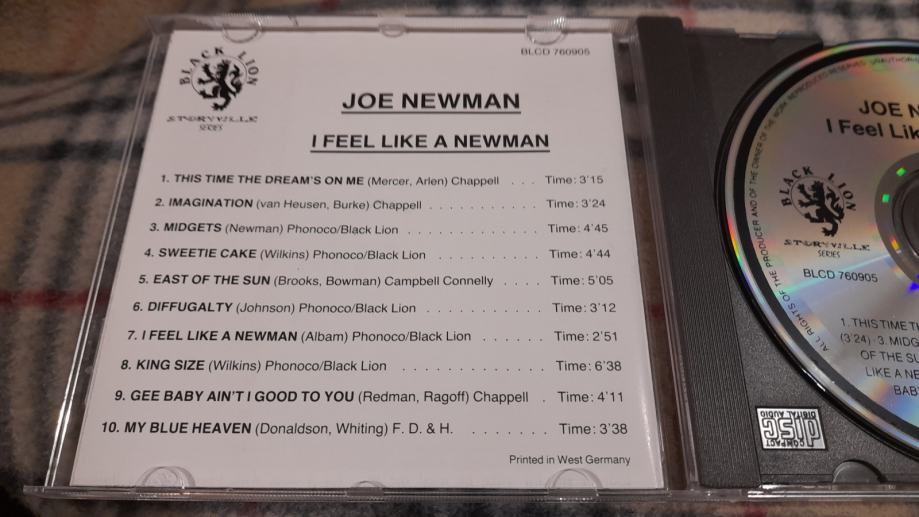 BLACK LION
STORYVILLE
SERIES
BLCD 760905
JOE NEWMAN
I FEEL LIKE A NEWMAN
1. THIS TIME THE DREAM'S ON ME (Mercer, Arlen) Chappell . . . Time: 3'15
2. IMAGINATION (van Heusen, Burke) Chappell . . . . . . . . . . . Time: 3'24
3. MIDGETS (Newman) Phonoco/Black Lion . . . . . . . . . . . . Time: 4'45
4. SWEETIE CAKE (Wilkins) Phonoco/Black Lion . . . . . . . . . . Time: 4'44
5. EAST OF THE SUN (Brooks, Bowman) Campbell Connelly . . . . Time: 5'05
6. DIFFUGALTY (Johnson) Phonoco/Black Lion . . . . . . . . . . . Time: 3'12
7. I FEEL LIKE A NEWMAN (Albam) Phonoco/Black Lion . . . . . . Time: 2'51
8. KING SIZE (Wilkins) Phonoco/Black Lion . . . . . . . . . . . . . Time: 6'38
9. GEE BABY AIN'T I GOOD TO YOU (Redman, Ragoff) Chappell . Time: 4'11
10. MY BLUE HEAVEN (Donaldson, Whiting) F. D. & H. . . . . . . . Time: 3'38
Printed in West Germany
ALL RIGHTS OF THE PRODUCER AND OF THE OWNER OF THE WORK REPRODUCED RESERVED
JOE N
I Feel Lik
BLACK LION
STORYVILLE
SERIES
BLCD 760905
1. THIS TIME T
(3'24) · 3. MIDG
OF THE SU
LIKE A NE
BAB
COMPACT
disc
DIGITAL AUDIO